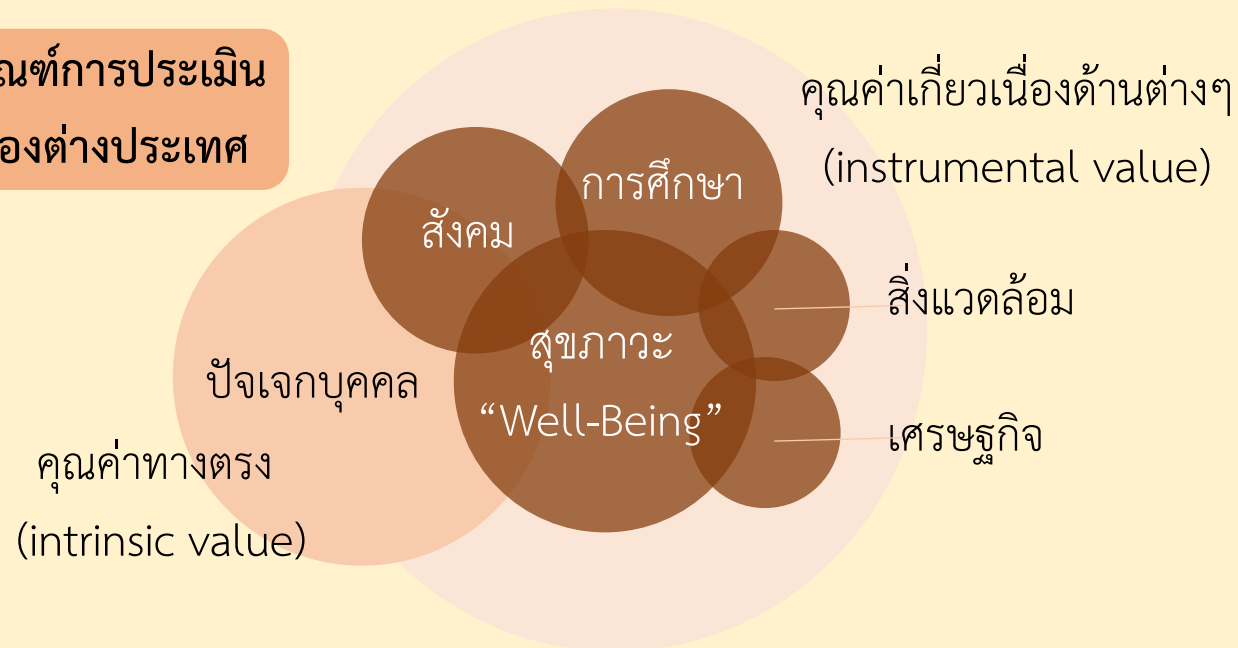 ณฑ์การประเมิน
องต่างประเทศ
คุณค่าเกี่ยวเนื่องด้านต่างๆ
(instrumental value)
การศึกษา
สังคม
สิ่งแวดล้อม
สุขภาวะ
“Well-Being”
ปัจเจกบุคคล
เศรษฐกิจ
คุณค่าทางตรง
(intrinsic value)